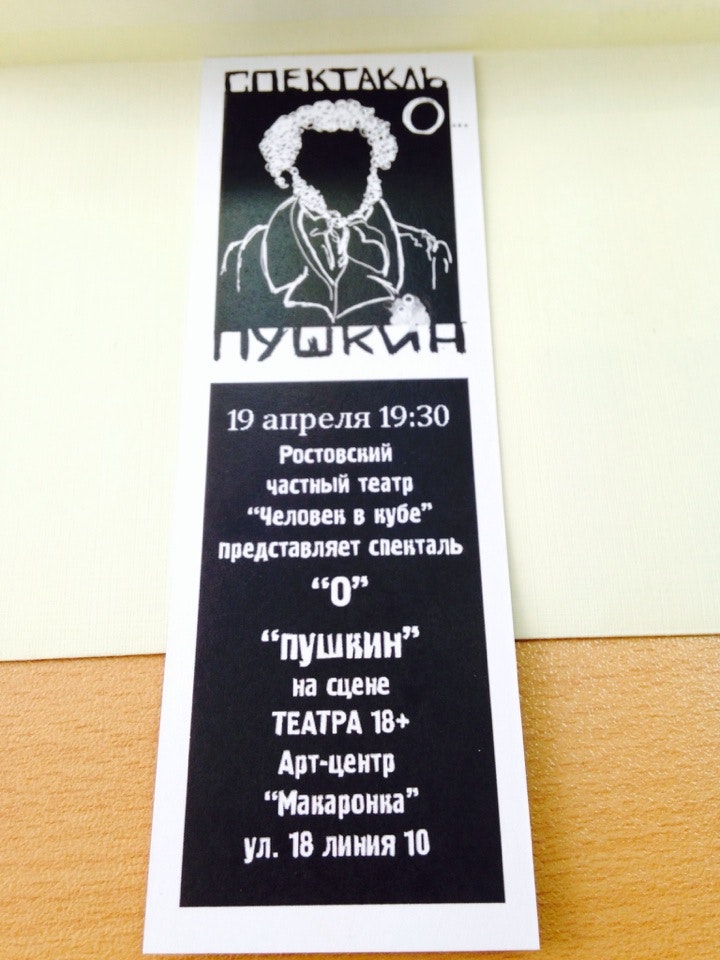 СПЕКТАКЛЬ
О...
ПУШКИН
19 апреля 19:30
Ростовский
частный театр
“Человек в кубе”
представляет спекталь
“О”
“пушкин”
на сцене
ТЕАТРА 18+
Арт-центр
“Макаронка”
ул. 18 линия 10